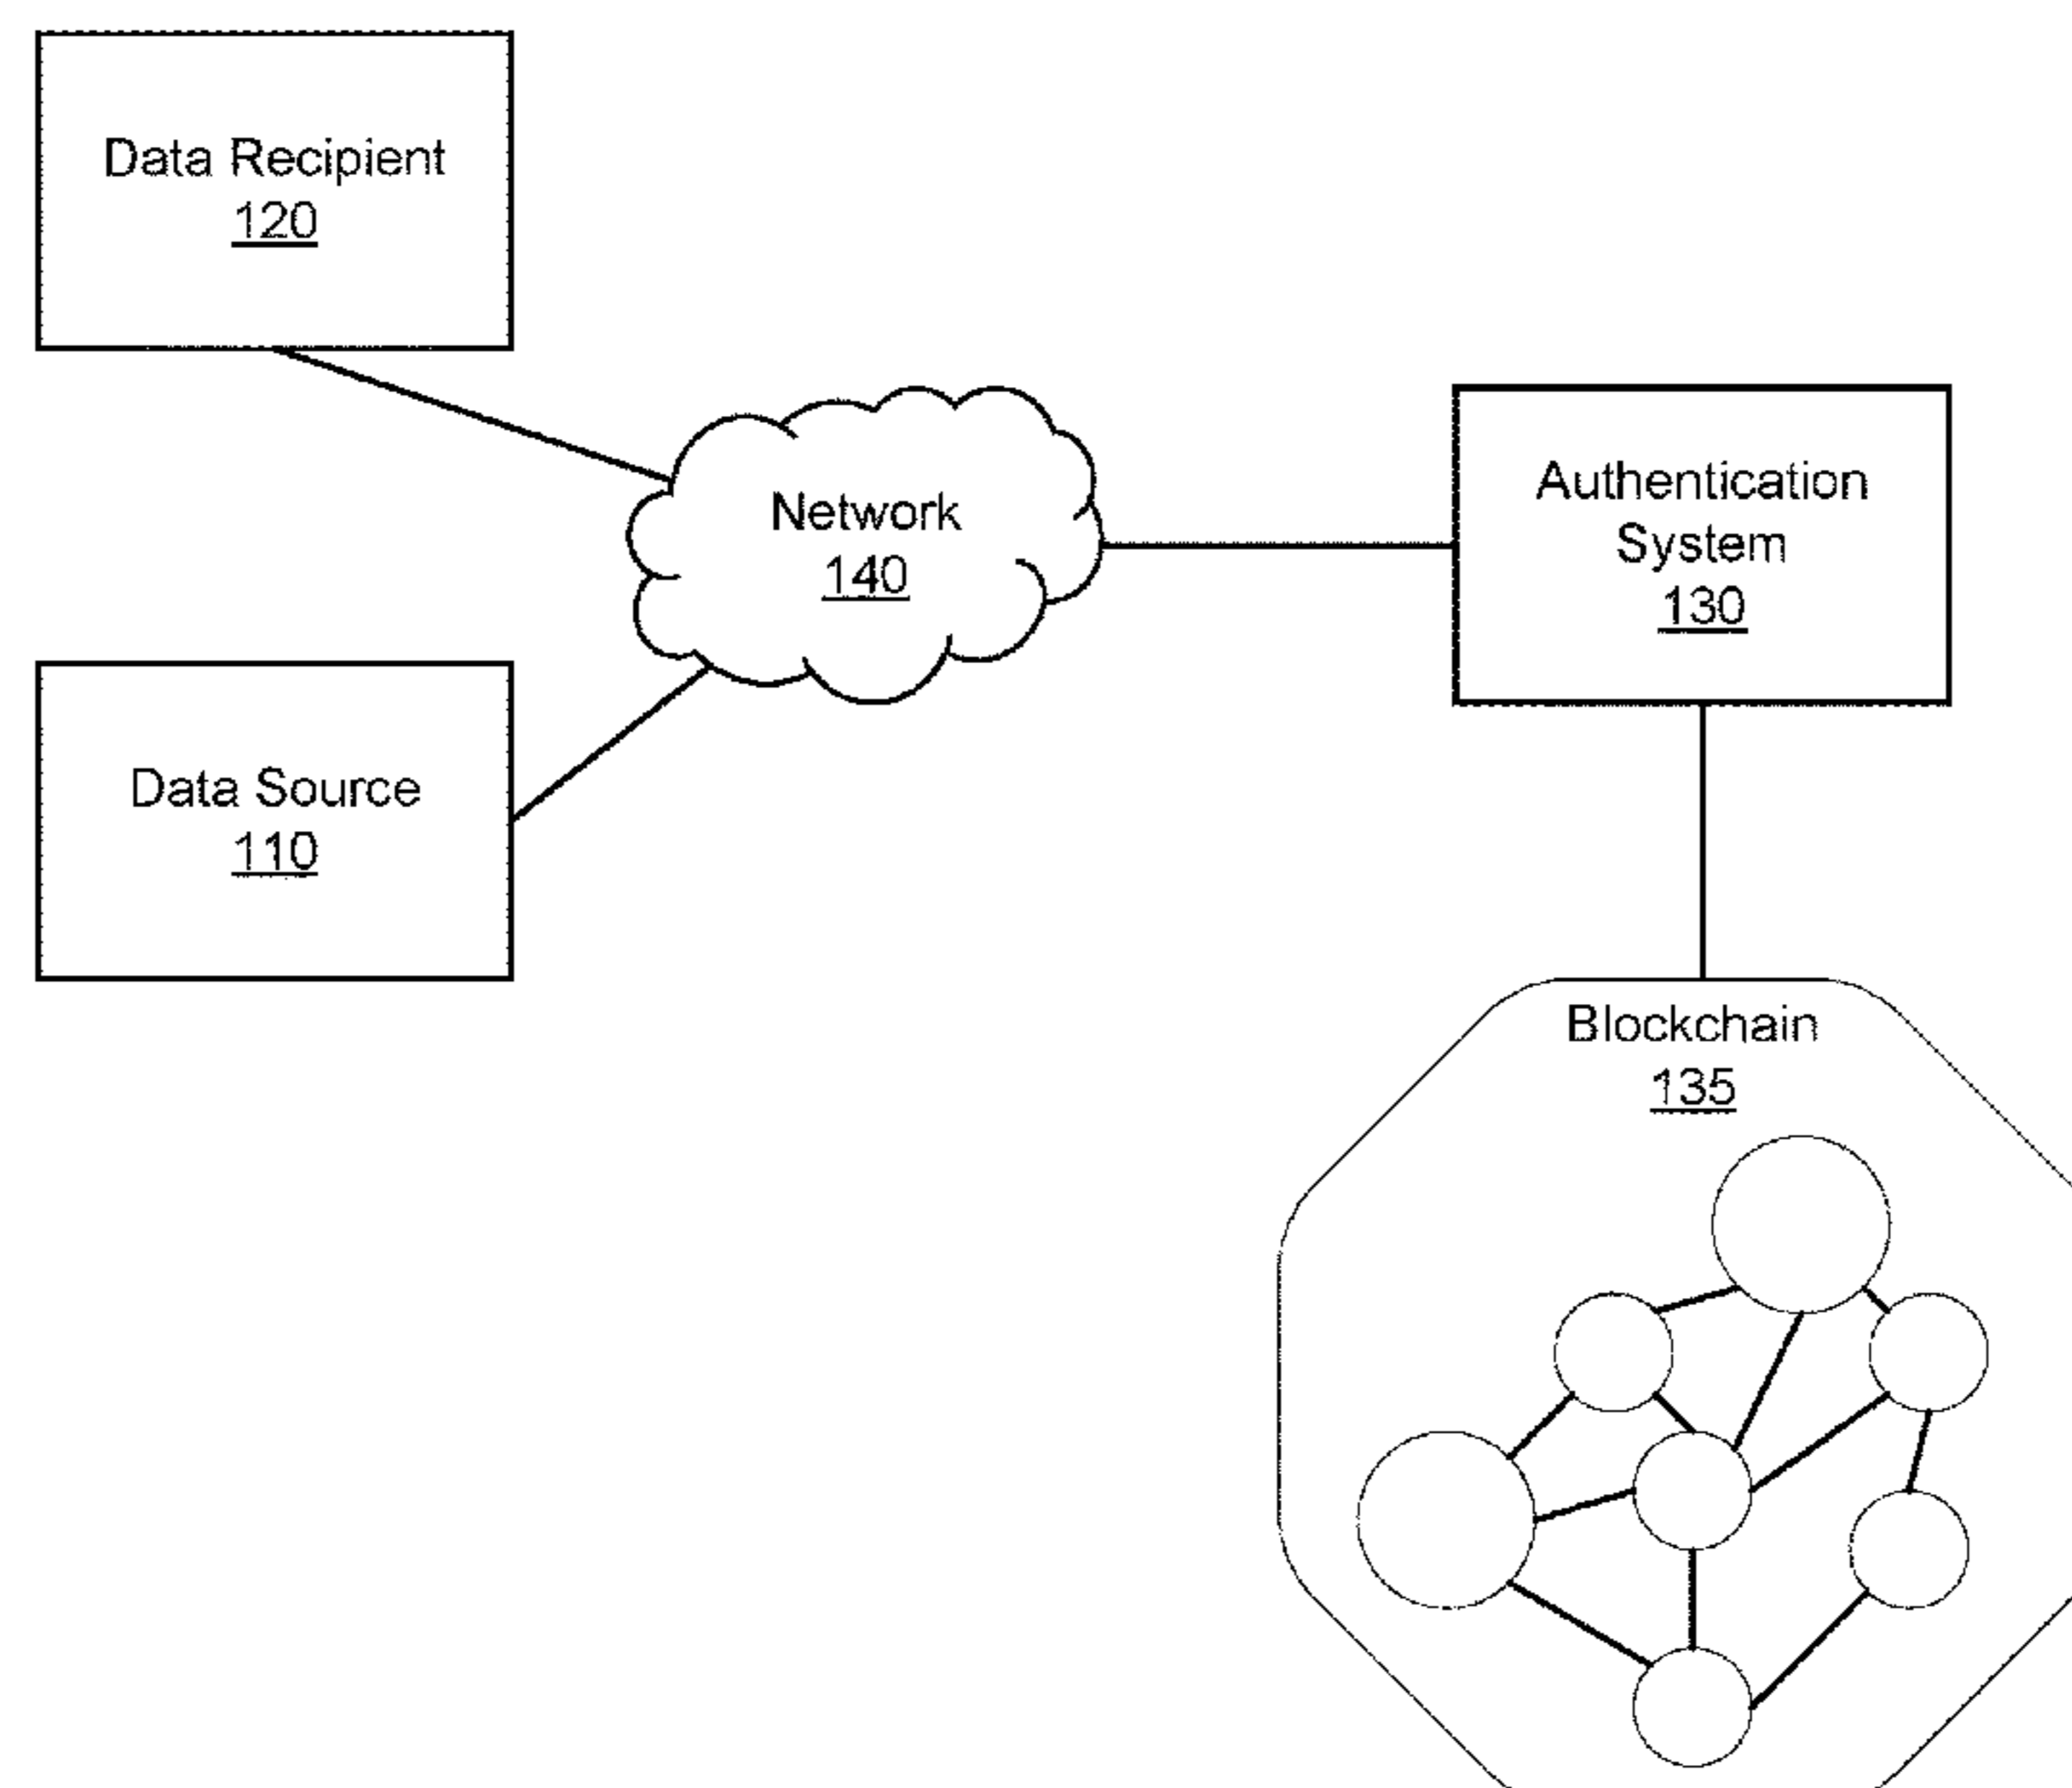 Data Recipient
120
Network
140
Authentication
System
130
Data Source
110
Blockchain
135